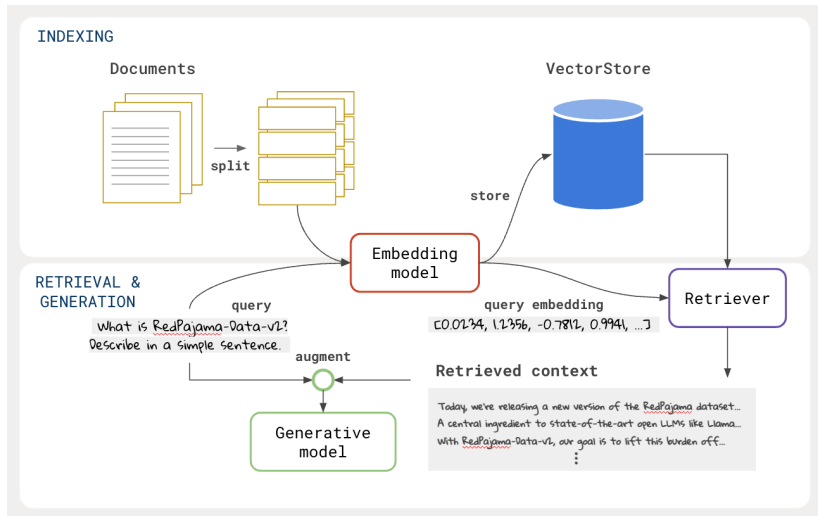 INDEXING
Documents
VectorStore
split
store
Embedding
model
RETRIEVAL &
GENERATION
query
What is RedPajama-Data-v2?
Describe in a simple sentence.
query embedding
[0.0234, 1.2356, -0.7812, 0.9941, ...]
Retriever
augment
Retrieved context
Today, we're releasing a new version of the RedPajama dataset...
A central ingredient to state-of-the-art open LLMs like Llama...
With RedPajama-Data-v2, our goal is to lift this burden off...
Generative
model